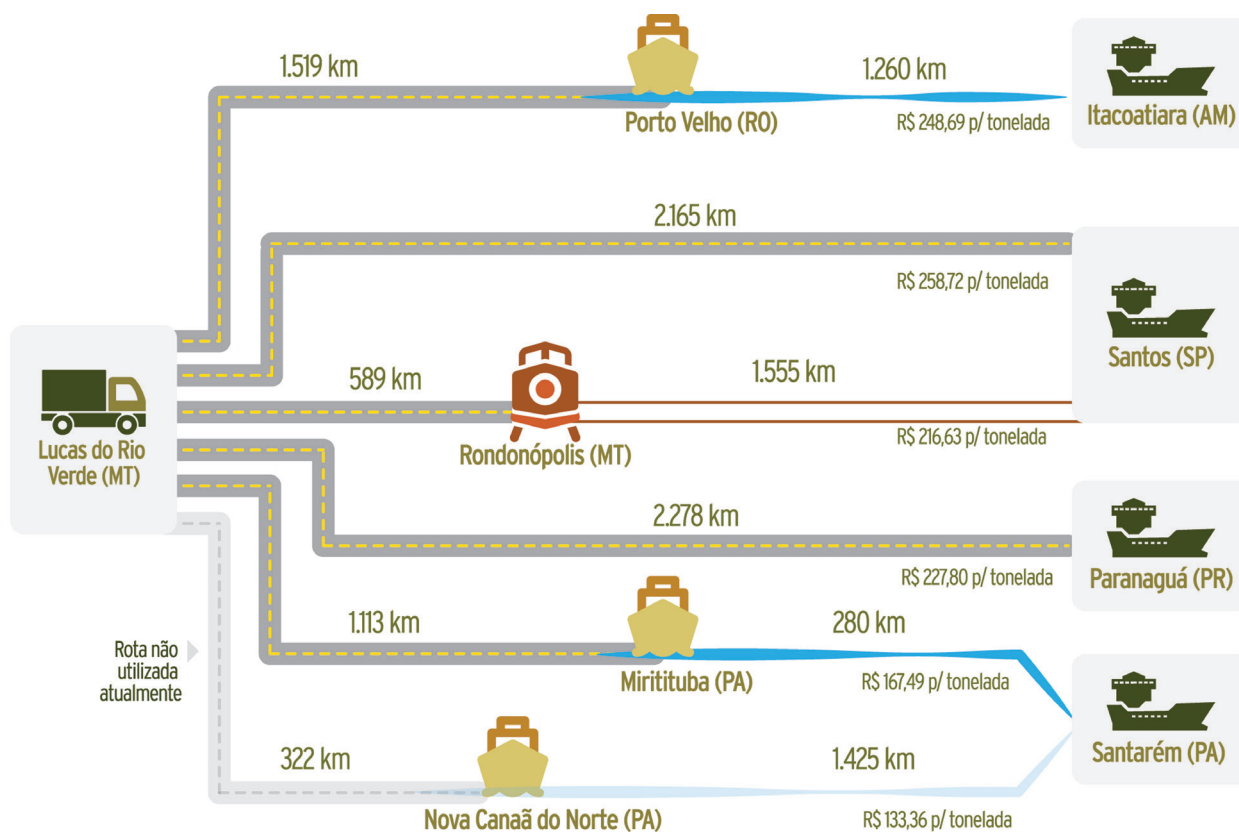 1.519 km
1.260 km
Porto Velho (RO)
R$ 248,69 p/ tonelada
Itacoatiara (AM)
2.165 km
R$ 258,72 p/ tonelada
Santos (SP)
589 km
1.555 km
Rondonópolis (MT)
R$ 216,63 p/ tonelada
Lucas do Rio
Verde (MT)
2.278 km
R$ 227,80 p/ tonelada
Paranaguá (PR)
1.113 km
280 km
Miritituba (PA)
R$ 167,49 p/ tonelada
Rota não
utilizada
atualmente
Santarém (PA)
322 km
1.425 km
Nova Canaã do Norte (PA)
R$ 133,36 p/ tonelada